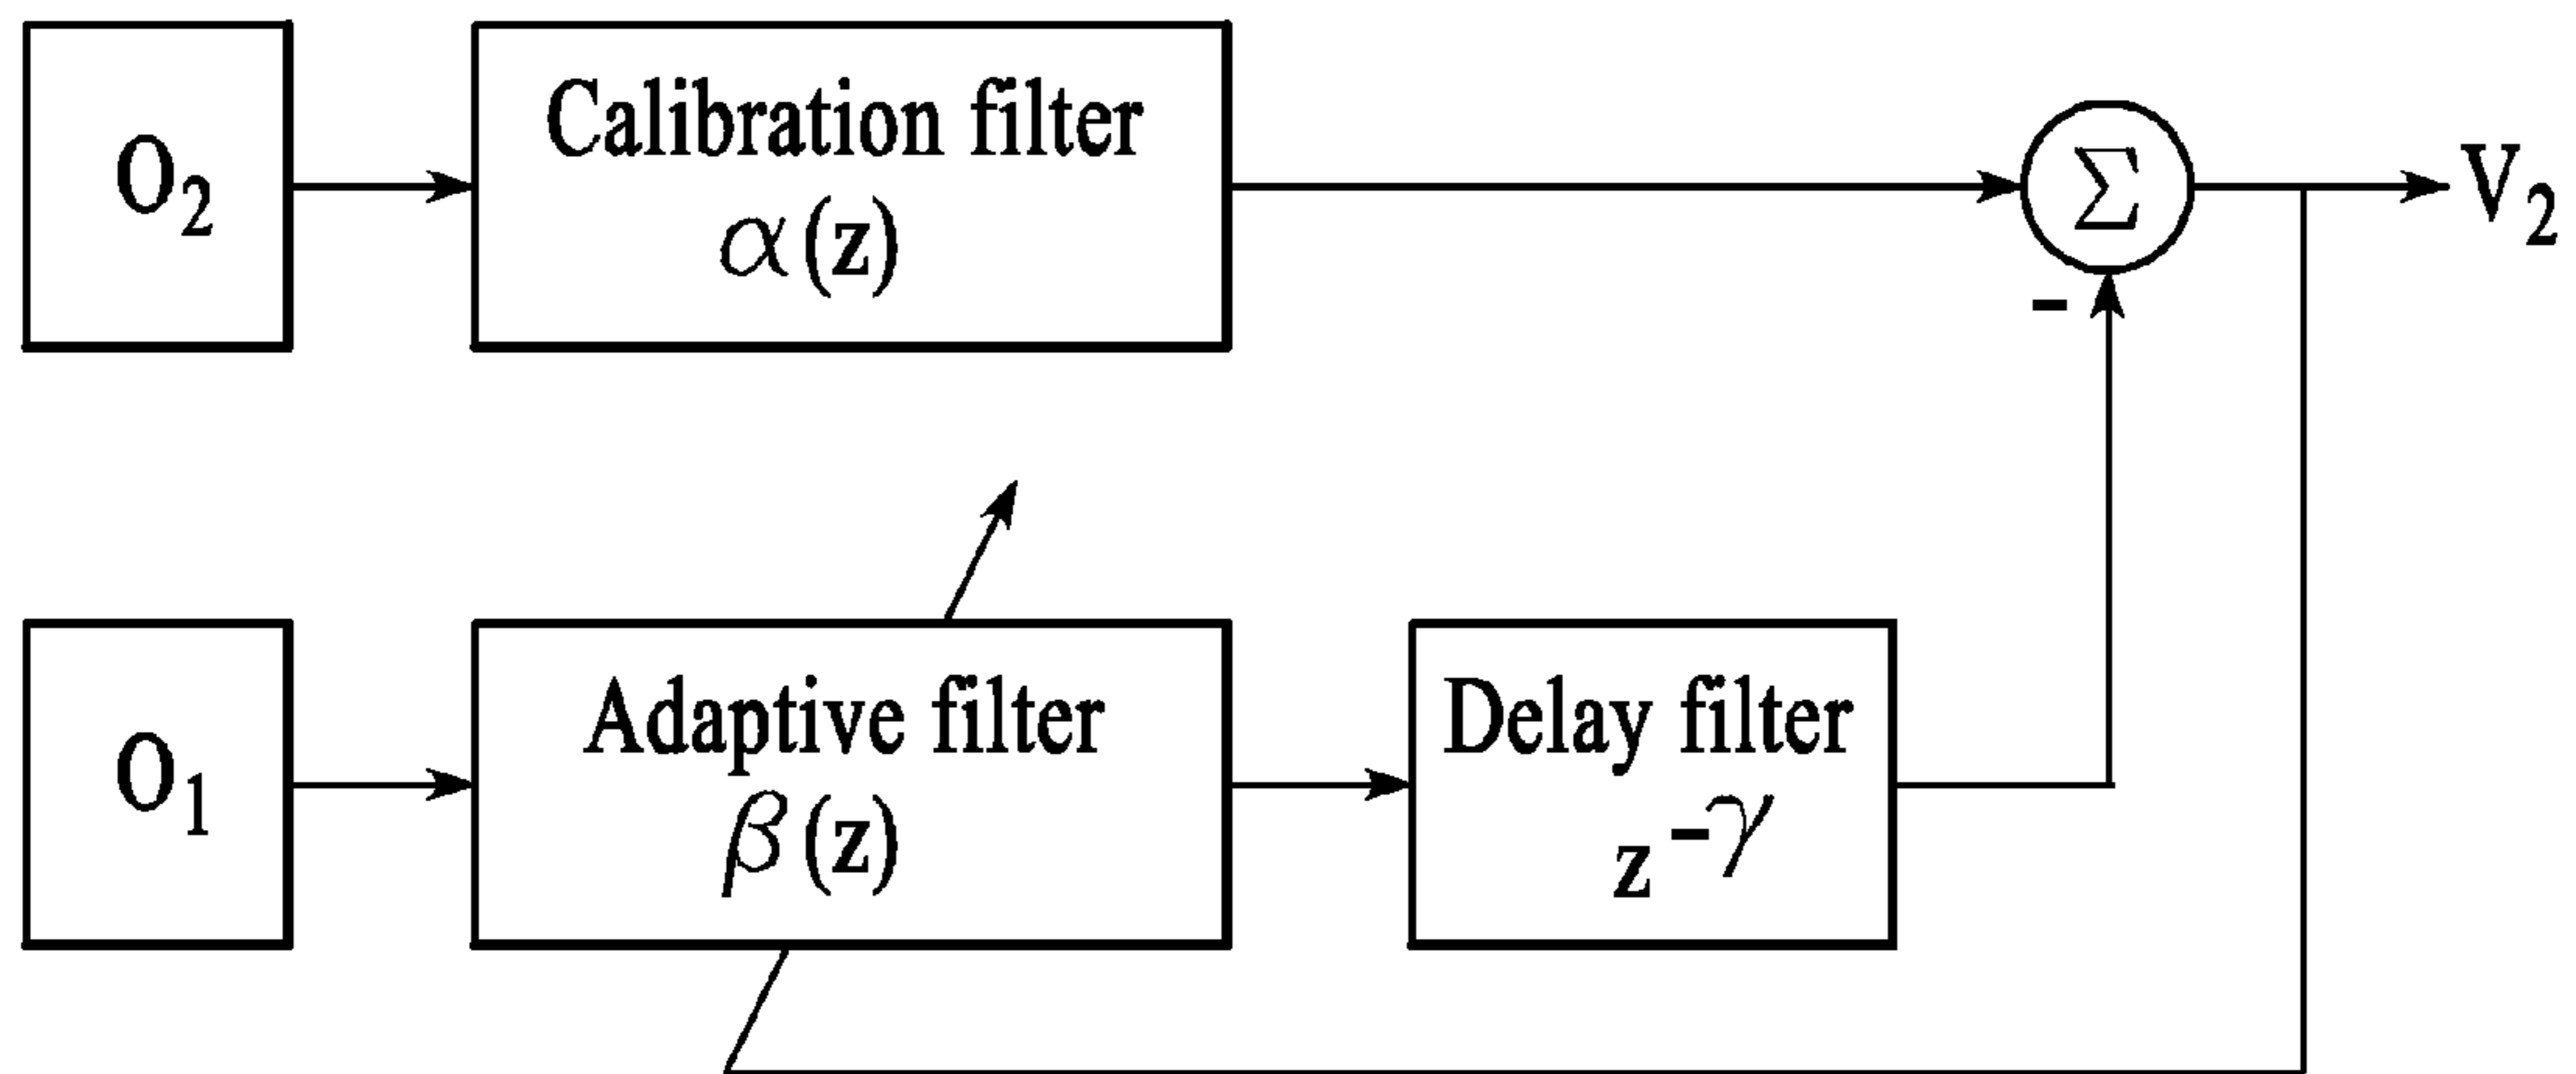 O₂
Calibration filter
α(z)
Σ
V₂
-
O₁
Adaptive filter
β(z)
Delay filter
z^-γ